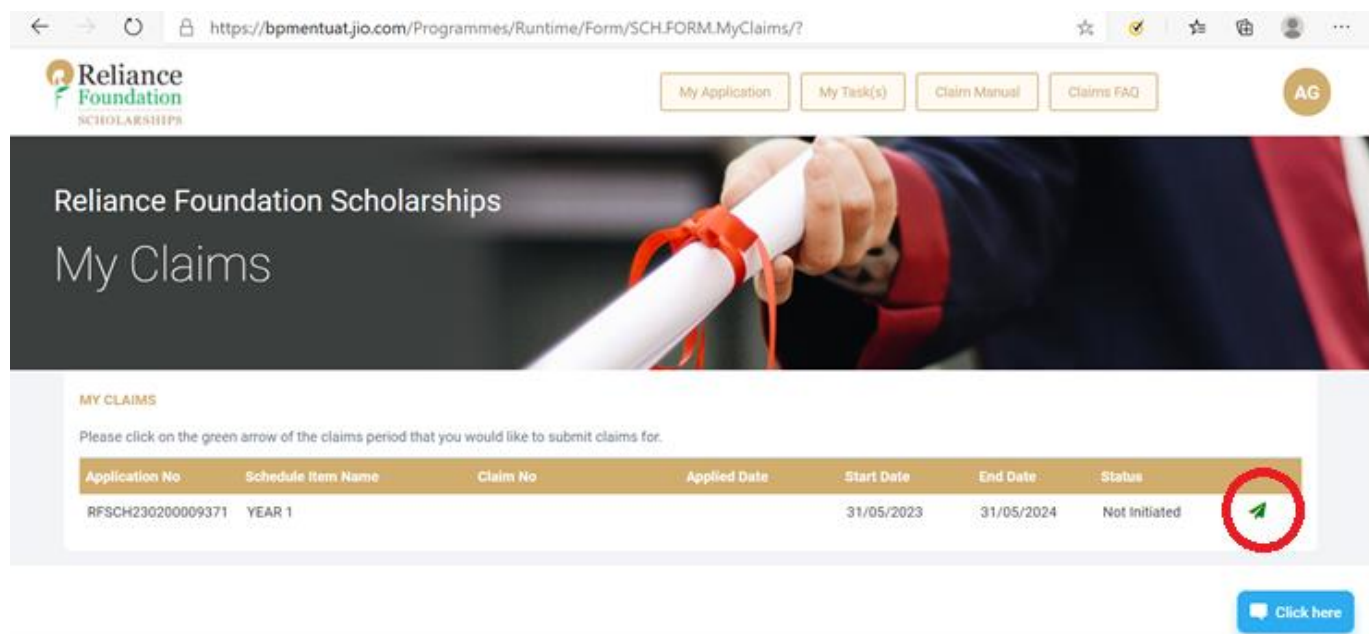 https://bpmentuat.jio.com/Programmes/Runtime/Form/SCH.FORM.MyClaims/?
Reliance
Foundation
SCHOLARSHIPS
My Application
My Task(s)
Claim Manual
Claims FAQ
AG
Reliance Foundation Scholarships
My Claims
MY CLAIMS
Please click on the green arrow of the claims period that you would like to submit claims for.
Application No Schedule Item Name Claim No Applied Date Start Date End Date Status
RFSCH230200009371 YEAR 1 31/05/2023 31/05/2024 Not Initiated
Click here